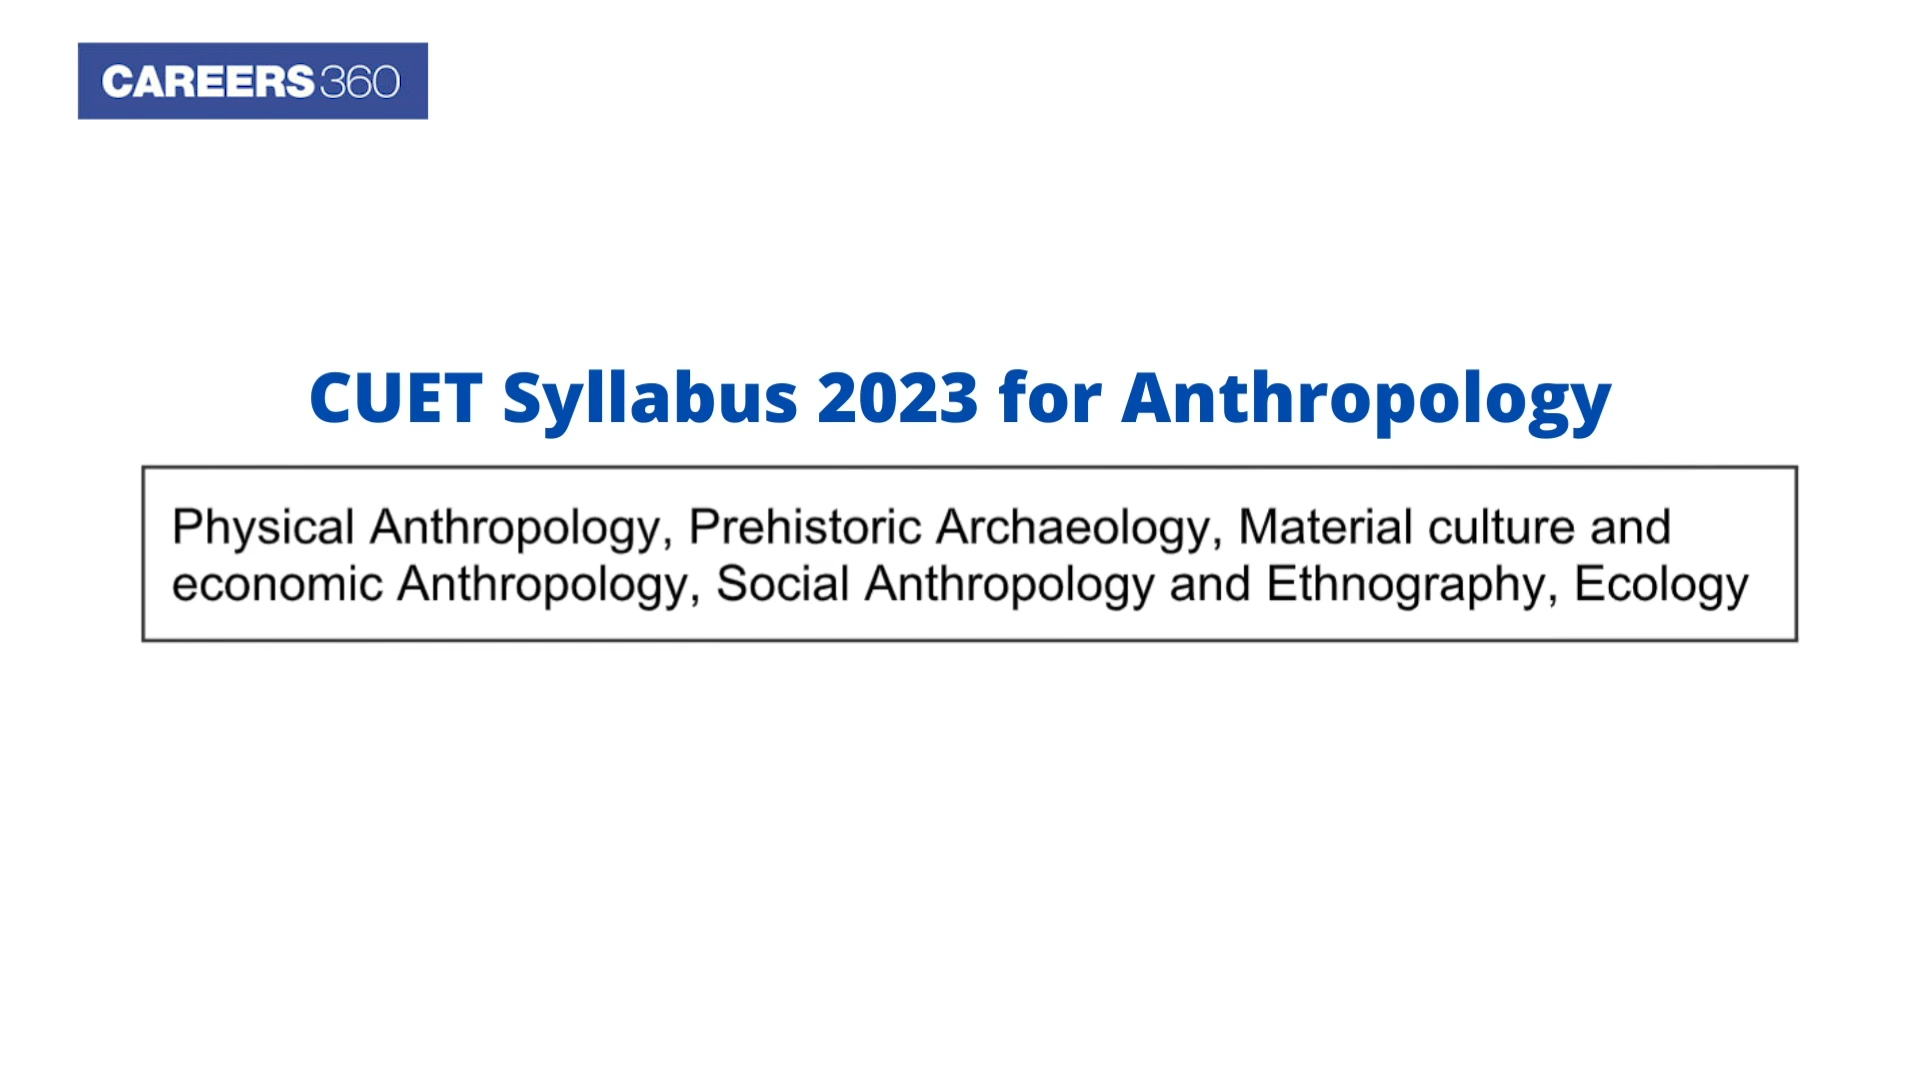 CAREERS360
CUET Syllabus 2023 for Anthropology
Physical Anthropology, Prehistoric Archaeology, Material culture and
economic Anthropology, Social Anthropology and Ethnography, Ecology